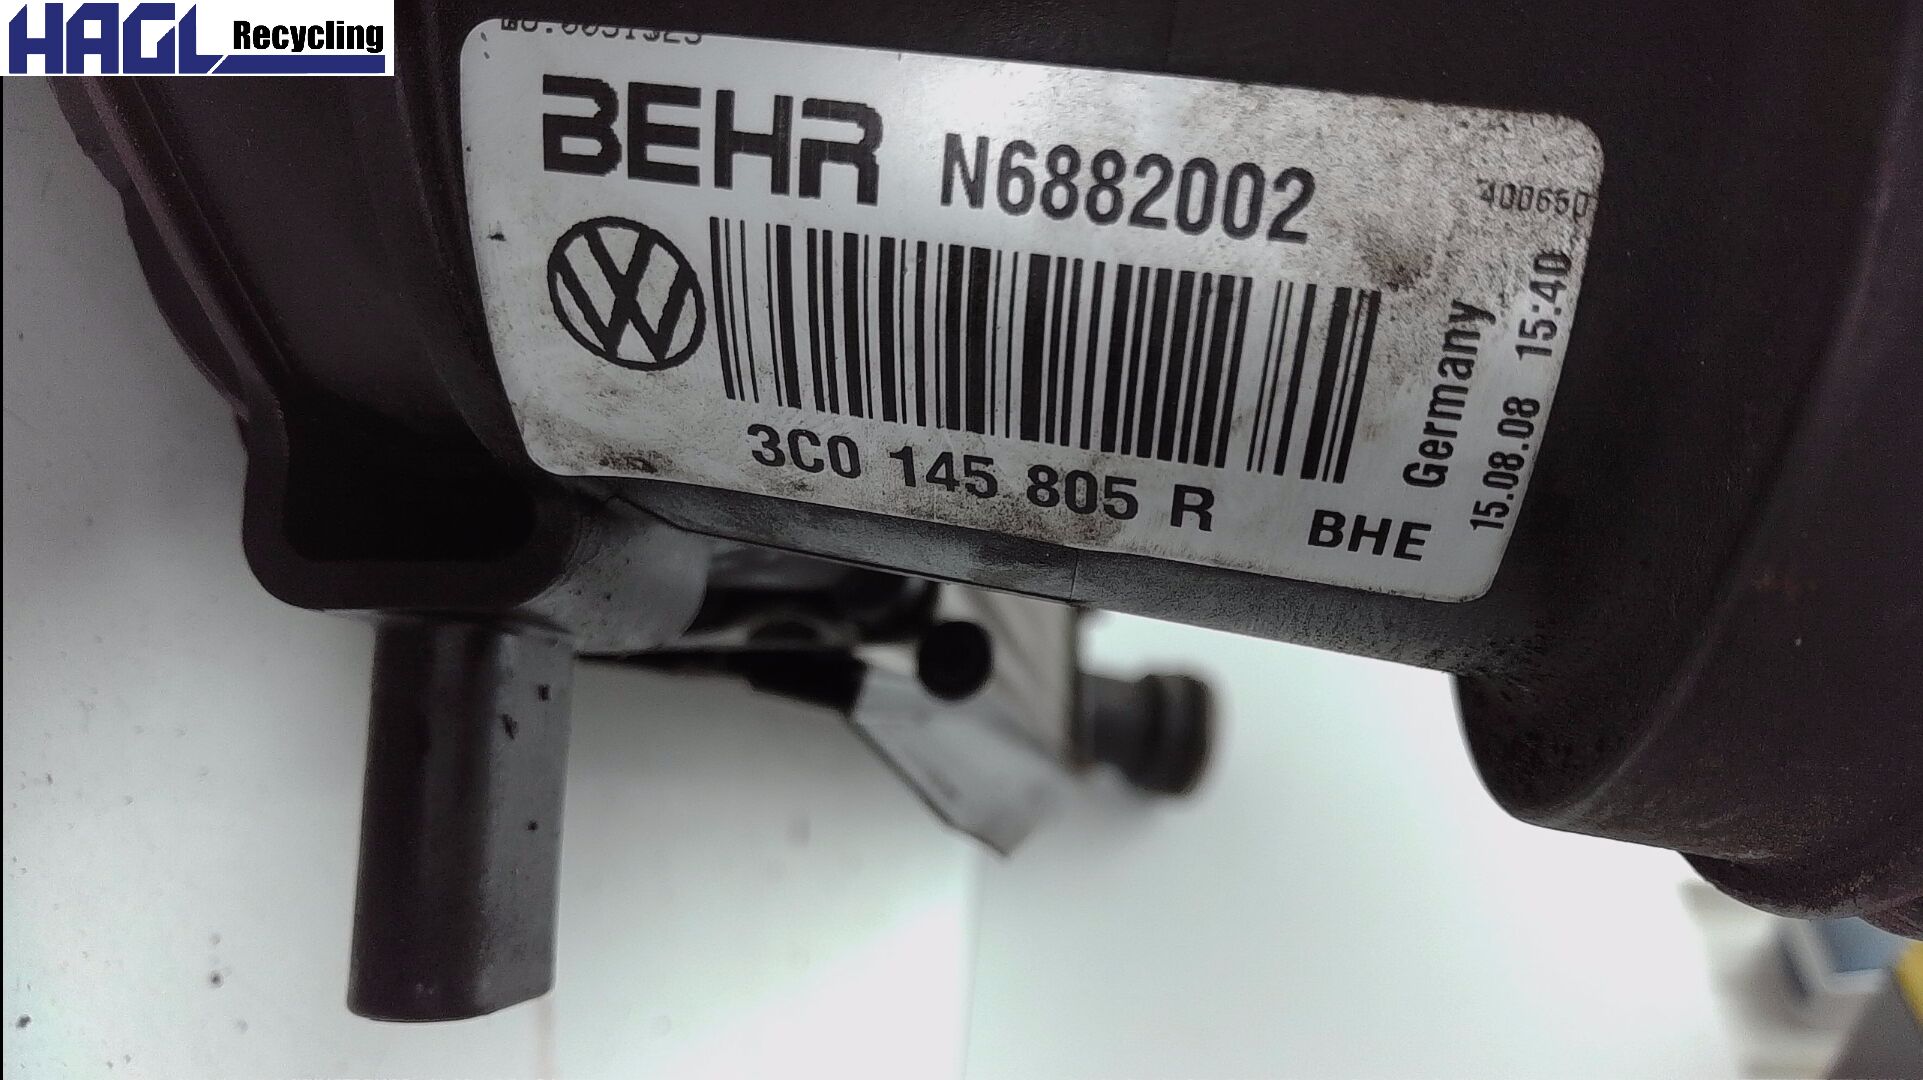 HAGL Recycling
BEHR N6882002
400650
3C0 145 805 R
BHE
Germany
15.08.08 15:40